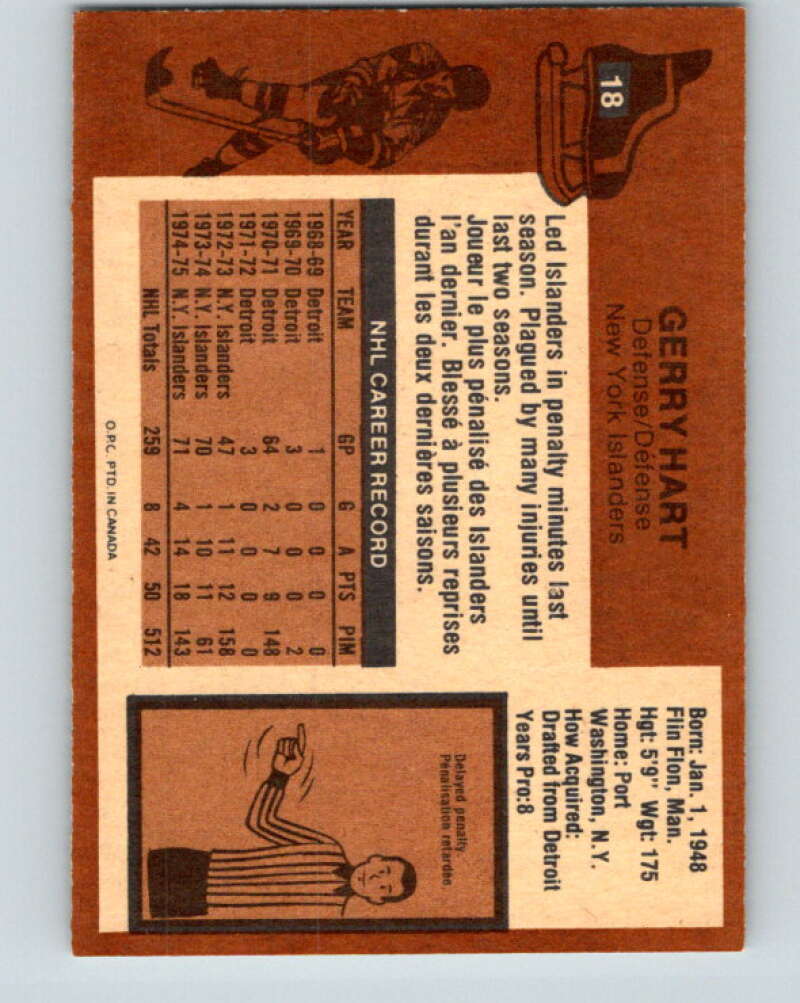 18
GERRY HART
Defense/Défense
New York Islanders
Led Islanders in penalty minutes last
season. Plagued by many injuries until
last two seasons.
Joueur le plus pénalisé des Islanders
l'an dernier. Blessé à plusieurs reprises
durant les deux dernières saisons.
NHL CAREER RECORD
YEAR TEAM GP G A PTS PIM
1968-69 Detroit 1 0 0 0 0
1969-70 Detroit 3 0 0 0 2
1970-71 Detroit 64 2 7 9 148
1971-72 Detroit 3 0 0 0 0
1972-73 N.Y. Islanders 47 1 11 12 158
1973-74 N.Y. Islanders 70 1 10 11 61
1974-75 N.Y. Islanders 71 4 14 18 143
NHL Totals 259 8 42 50 512
O.P.C. PTD. IN CANADA
Born: Jan. 1, 1948
Flin Flon, Man.
Hgt: 5'9" Wgt: 175
Home: Port
Washington, N.Y.
How Acquired:
Drafted from Detroit
Years Pro:8
Delayed penalty
Penalisation retardee